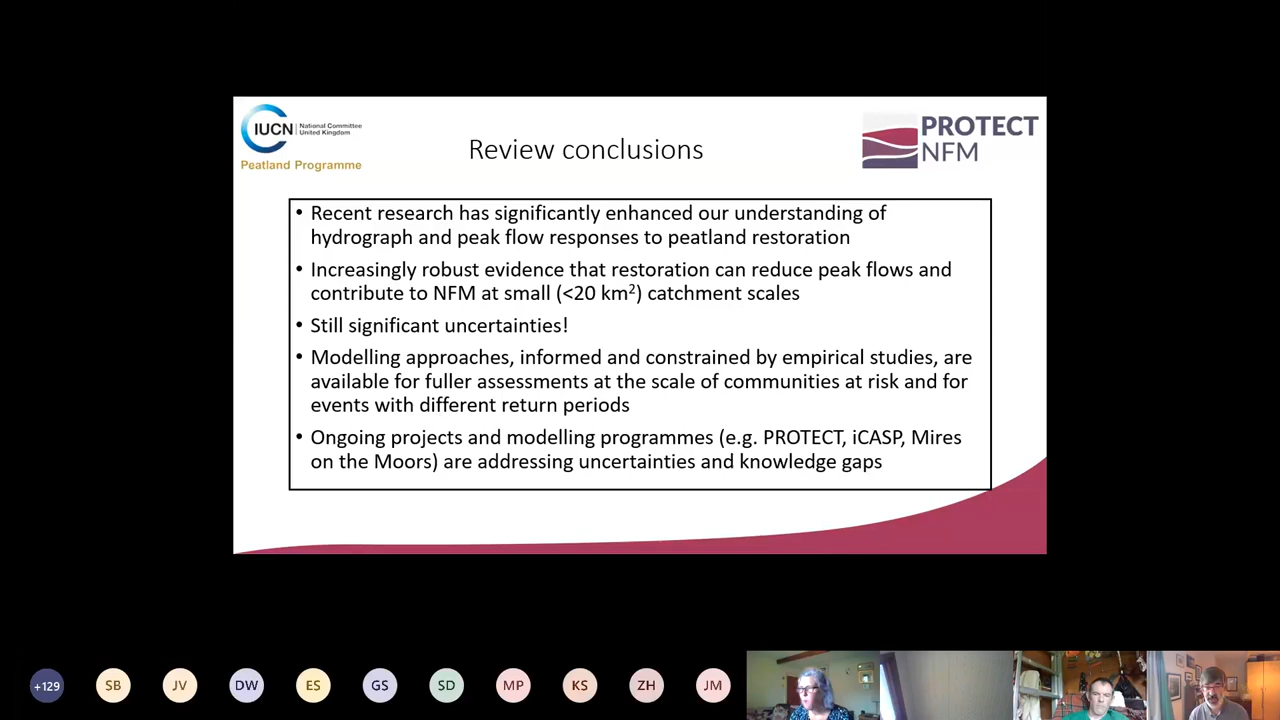 IUCN
National Committee
United Kingdom
Peatland Programme
Review conclusions
PROTECT
NFM
• Recent research has significantly enhanced our understanding of
hydrograph and peak flow responses to peatland restoration
• Increasingly robust evidence that restoration can reduce peak flows and
contribute to NFM at small (<20 km²) catchment scales
• Still significant uncertainties!
• Modelling approaches, informed and constrained by empirical studies, are
available for fuller assessments at the scale of communities at risk and for
events with different return periods
• Ongoing projects and modelling programmes (e.g. PROTECT, iCASP, Mires
on the Moors) are addressing uncertainties and knowledge gaps
+129 SB JV DW ES GS SD MP KS ZH JM